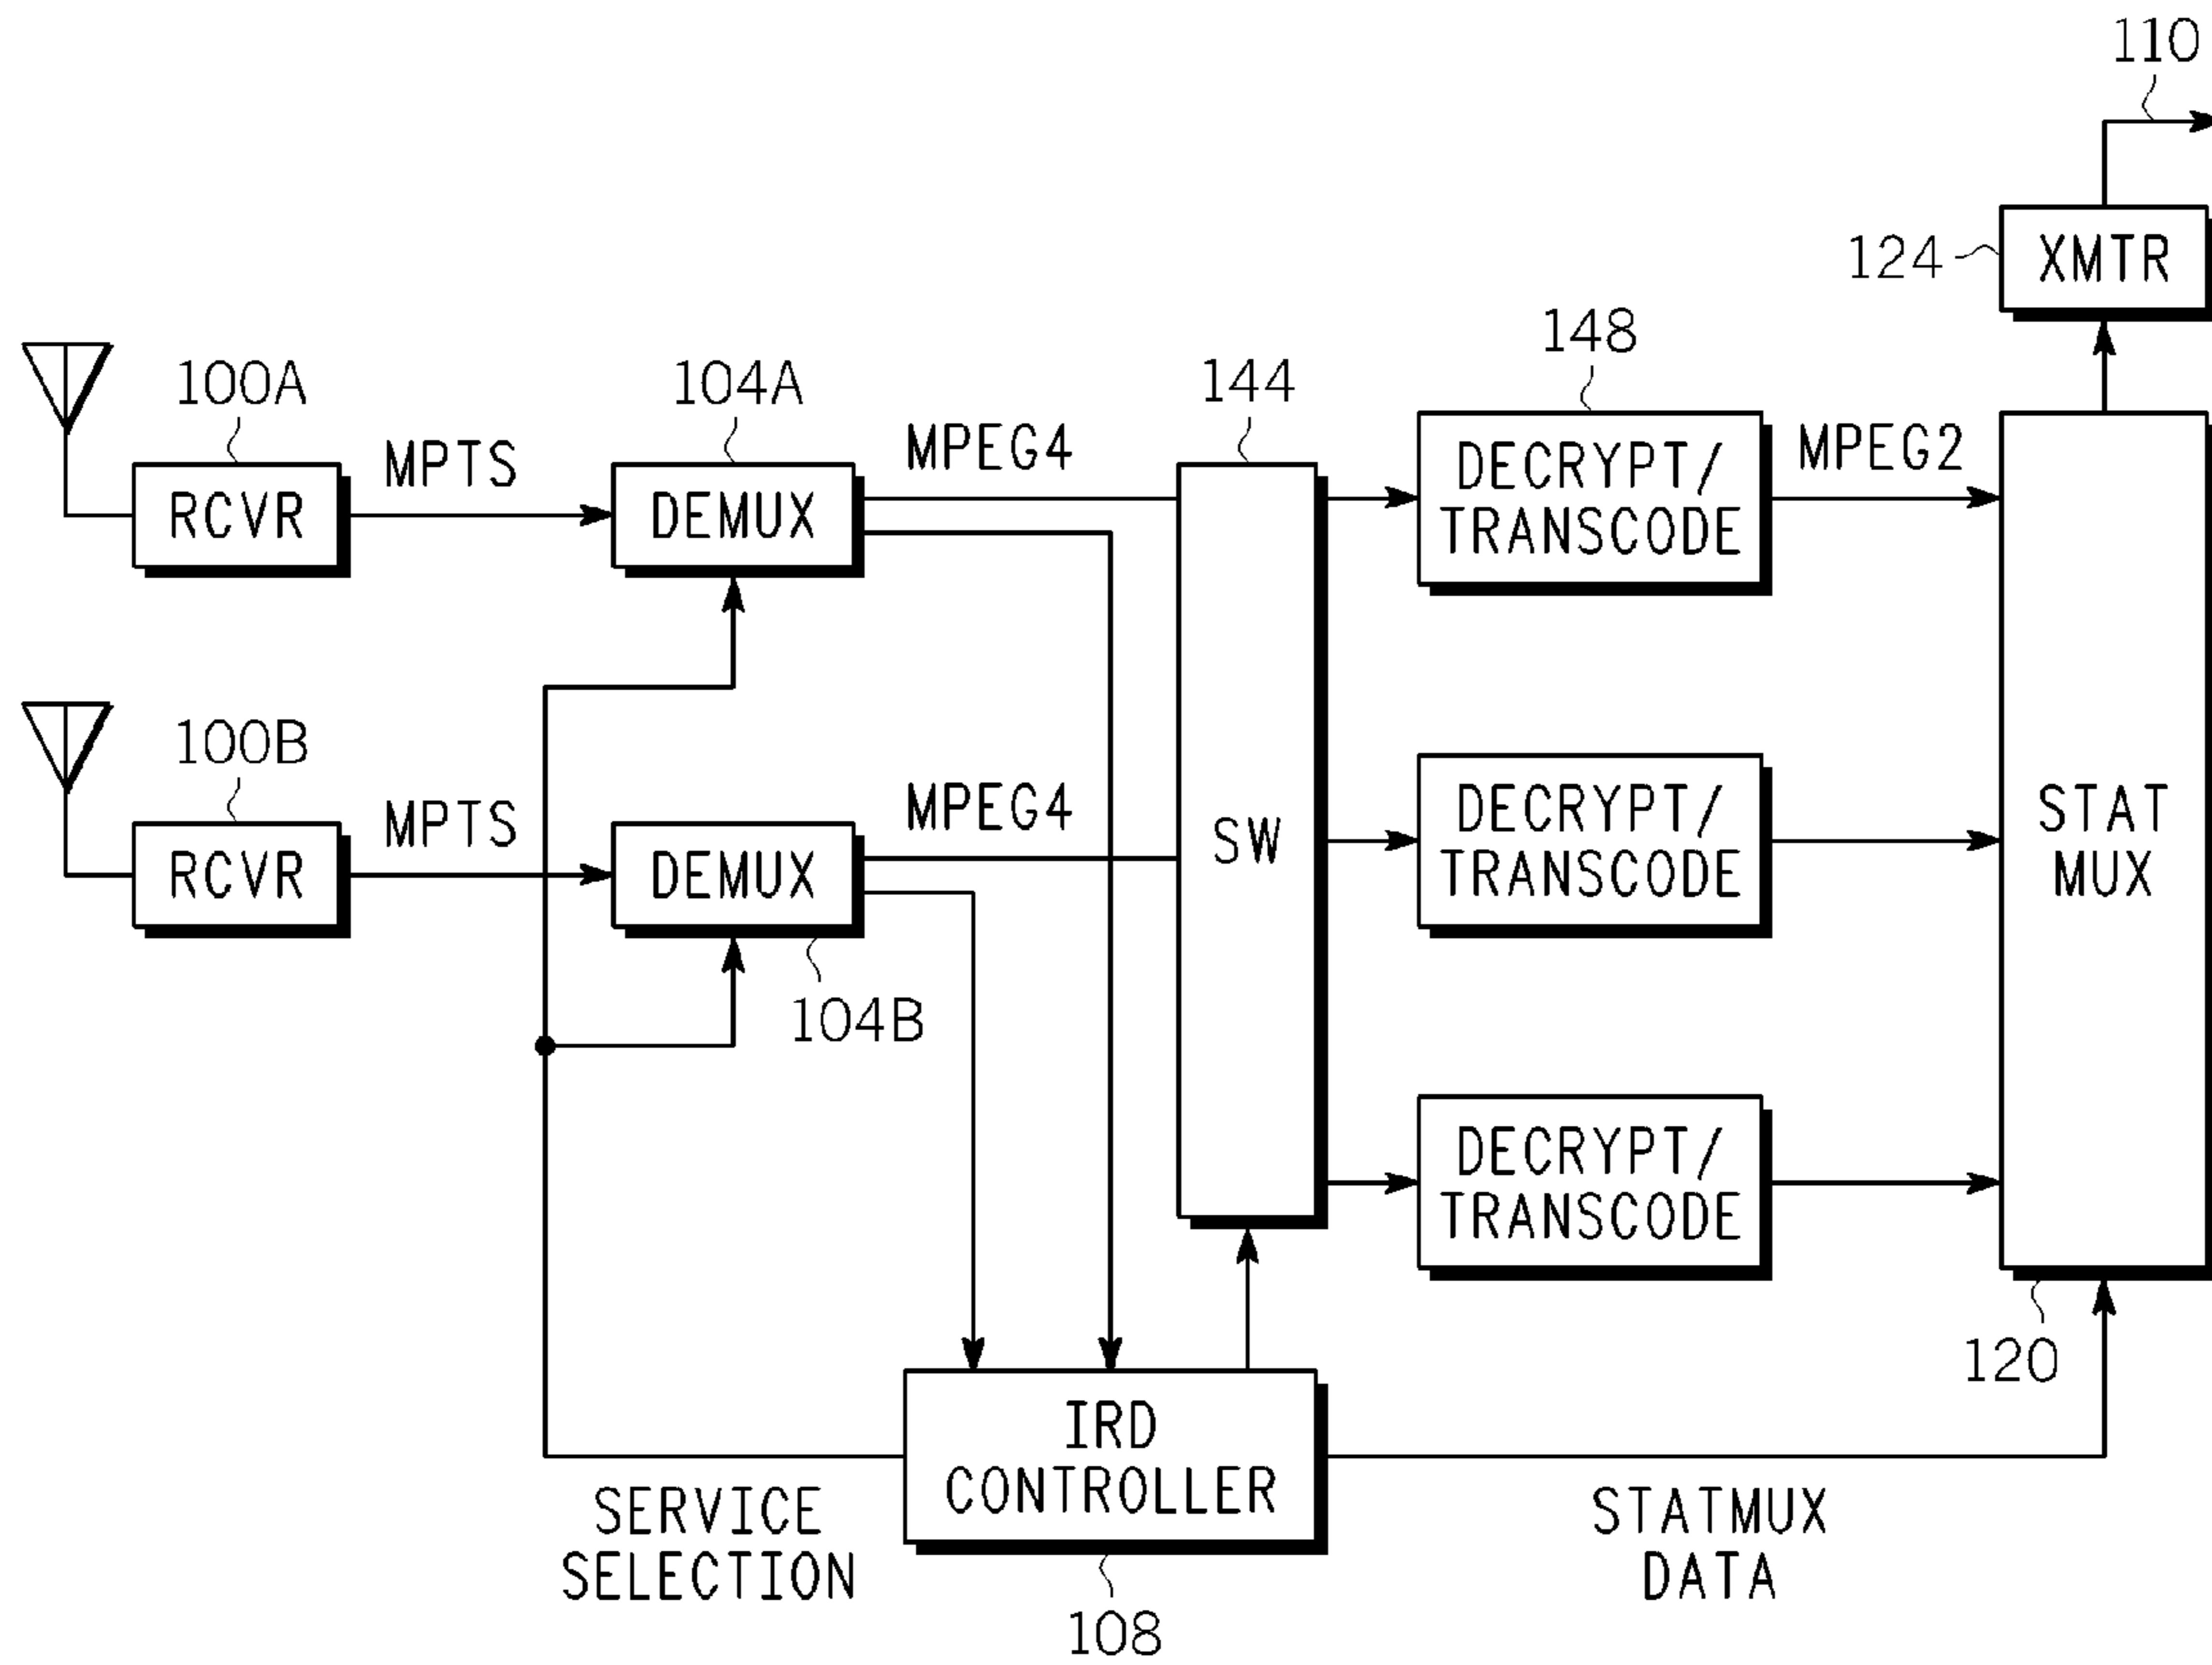 110
124
XMTR
148
100A
104A
144
MPTS
MPEG4
DECRYPT/
TRANSCODE
MPEG2
RCVR
DEMUX
100B
MPTS
MPEG4
RCVR
DEMUX
SW
DECRYPT/
TRANSCODE
STAT
MUX
104B
DECRYPT/
TRANSCODE
120
IRD
CONTROLLER
SERVICE
SELECTION
STATMUX
DATA
108